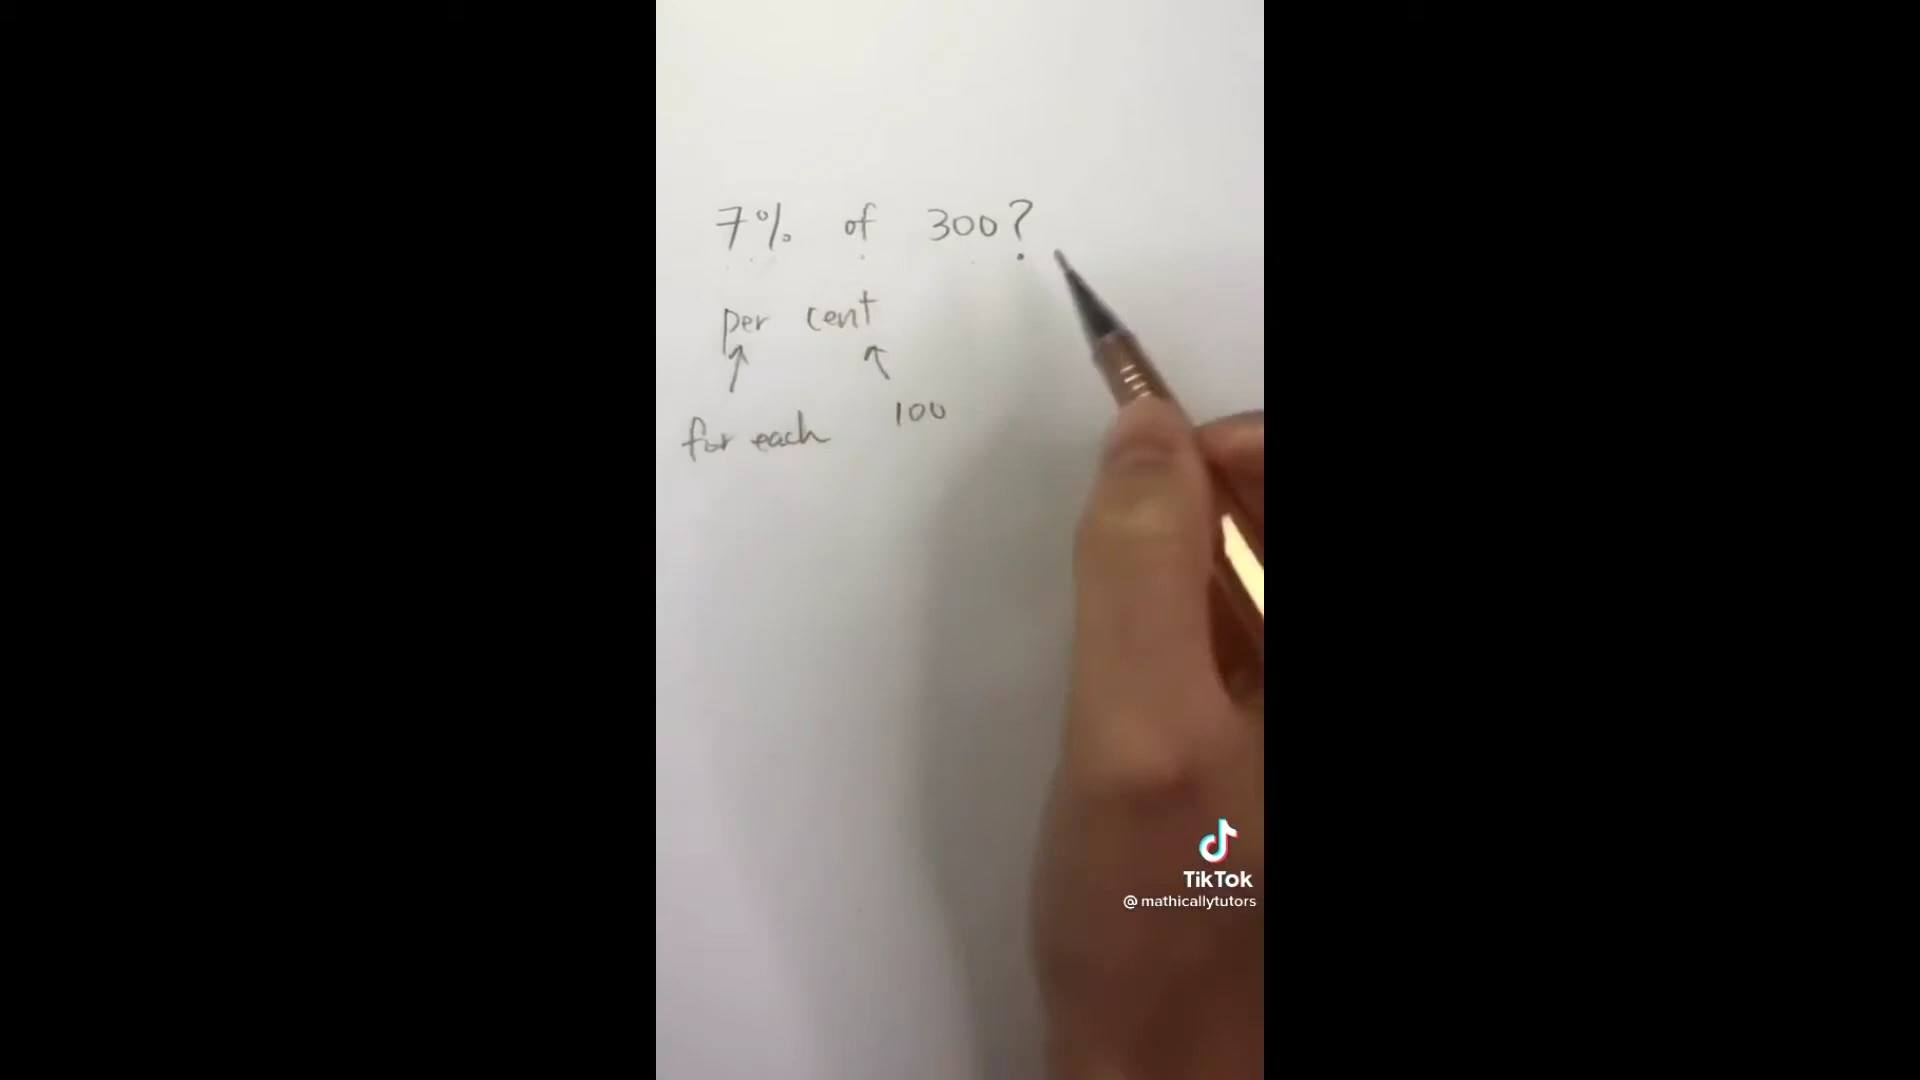 7% of 300?
per cent
for each 100
TikTok
@mathicallytutors